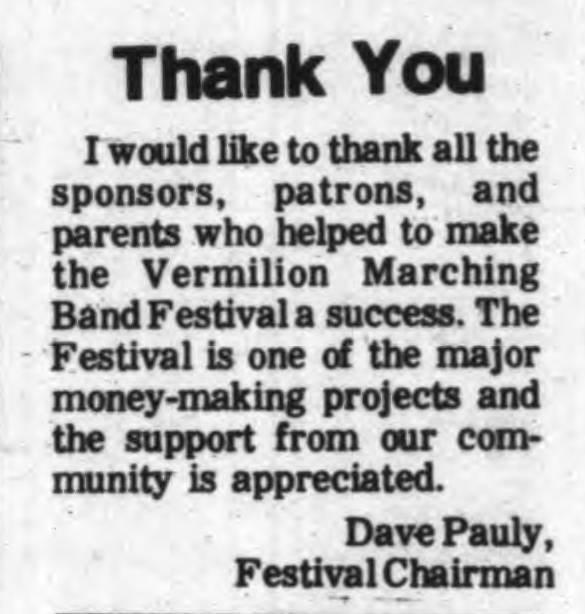 Thank You
I would like to thank all the
sponsors, patrons, and
parents who helped to make
the Vermilion Marching
Band Festival a success. The
Festival is one of the major
money-making projects and
the support from our com-
munity is appreciated.
Dave Pauly,
Festival Chairman